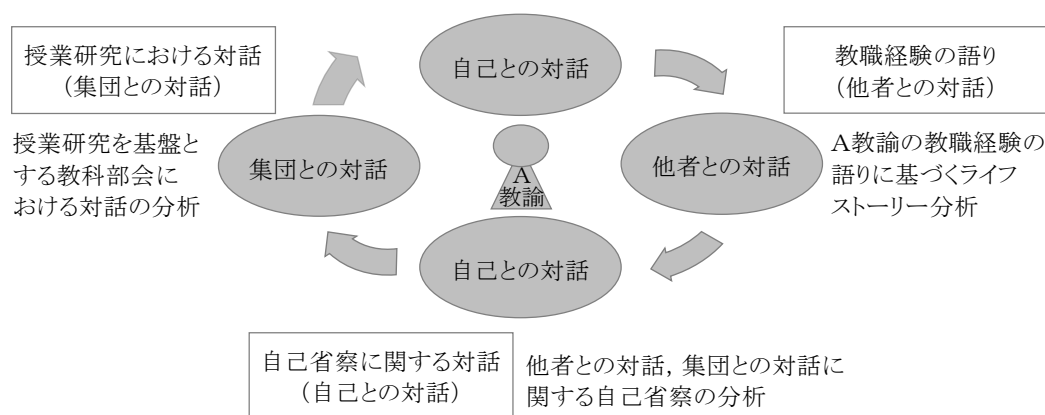 授業研究における対話
(集団との対話)
自己との対話
教職経験の語り
(他者との対話)
授業研究を基盤と
する教科部会に
おける対話の分析
集団との対話
A
教諭
他者との対話
A教諭の教職経験の
語りに基づくライフ
ストーリー分析
自己との対話
自己省察に関する対話
(自己との対話)
他者との対話, 集団との対話に
関する自己省察の分析